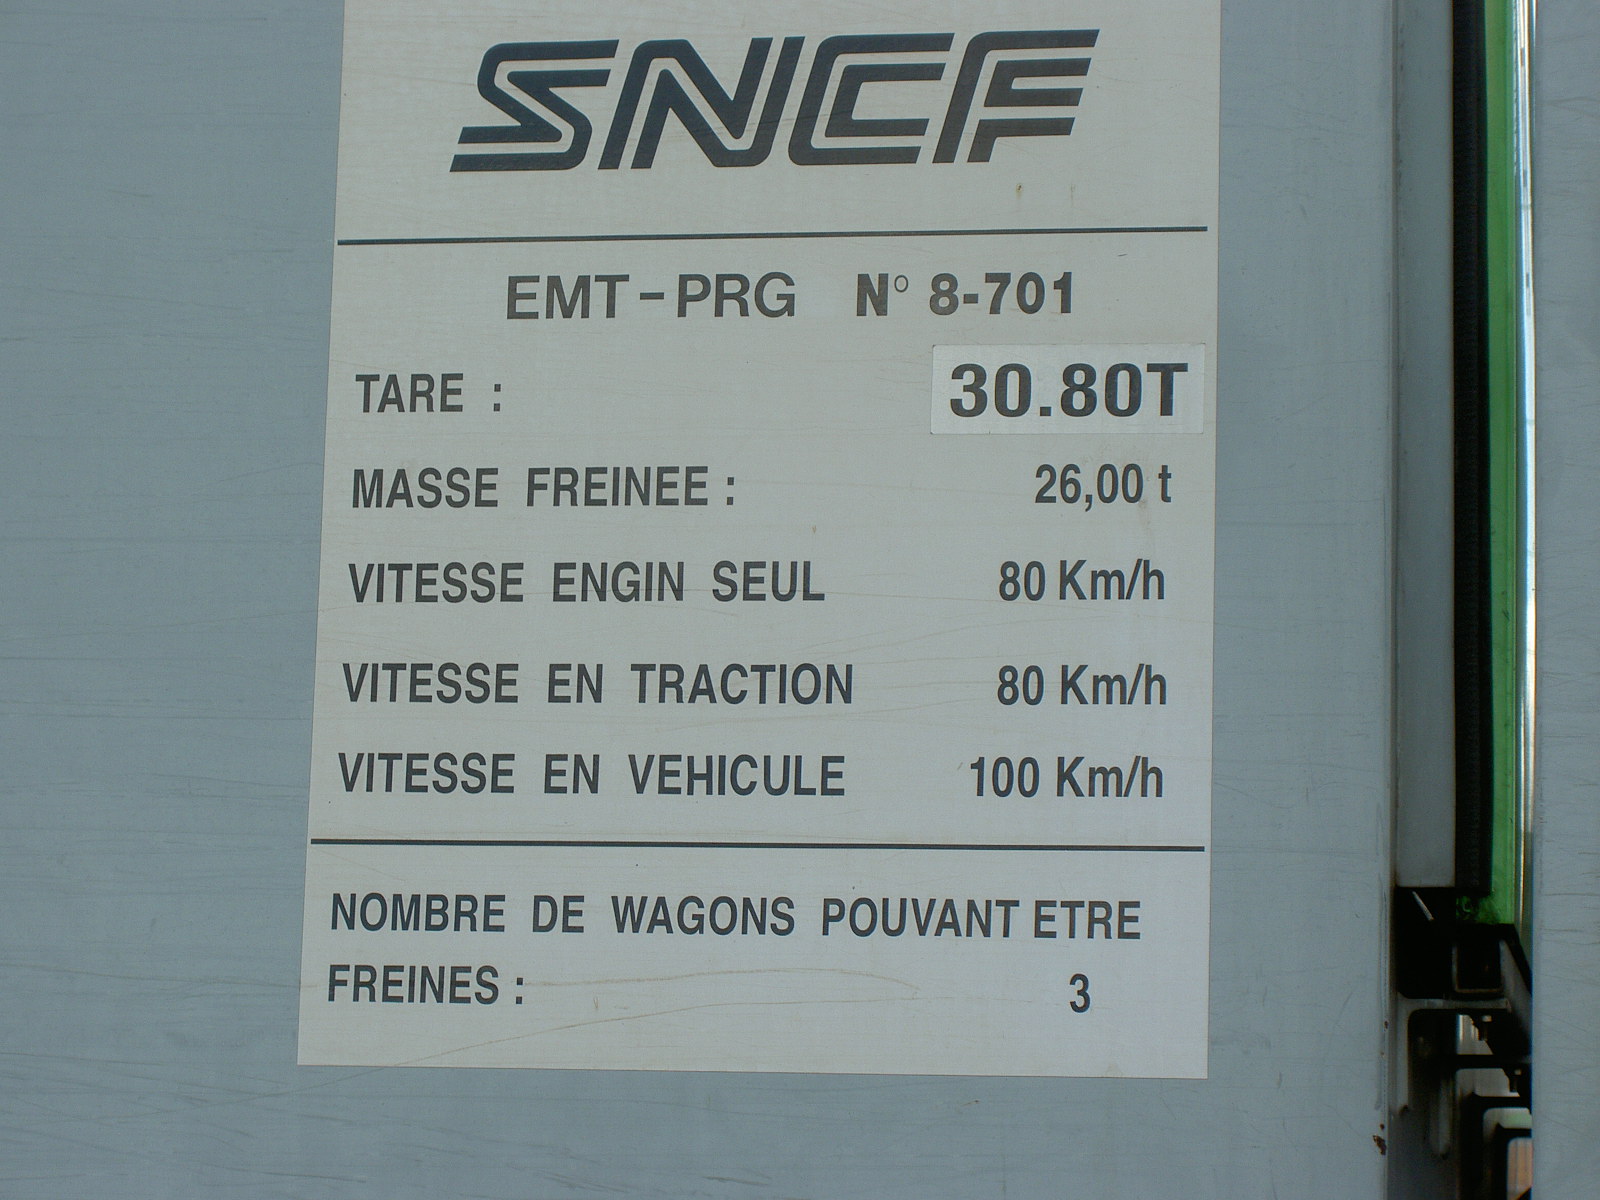 SNCF
EMT-PRG N° 8-701
TARE : 30.80T
MASSE FREINEE : 26,00 t
VITESSE ENGIN SEUL 80 Km/h
VITESSE EN TRACTION 80 Km/h
VITESSE EN VEHICULE 100 Km/h
NOMBRE DE WAGONS POUVANT ETRE
FREINES : 3